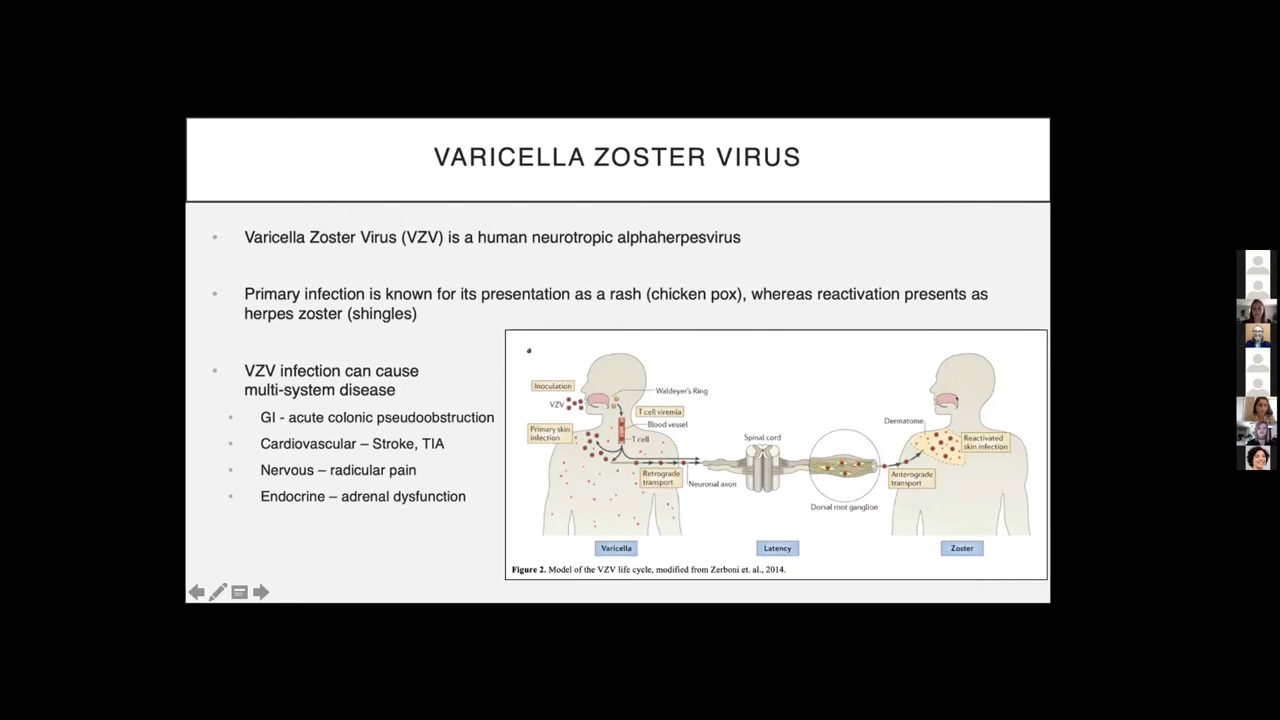 VARICELLA ZOSTER VIRUS
• Varicella Zoster Virus (VZV) is a human neurotropic alphaherpesvirus
• Primary infection is known for its presentation as a rash (chicken pox), whereas reactivation presents as
herpes zoster (shingles)
• VZV infection can cause
multi-system disease
• GI - acute colonic pseudoobstruction
• Cardiovascular – Stroke, TIA
• Nervous – radicular pain
• Endocrine – adrenal dysfunction
a
Inoculation
VZV
Waldeyer's Ring
T cell viremia
Blood vessel
Primary skin
infection
T cell
Retrograde
transport
Neuronal axon
Spinal cord
Dorsal root ganglion
Dermatome
Reactivated
skin infection
Anterograde
transport
Varicella
Latency
Zoster
Figure 2. Model of the VZV life cycle, modified from Zerboni et. al., 2014.